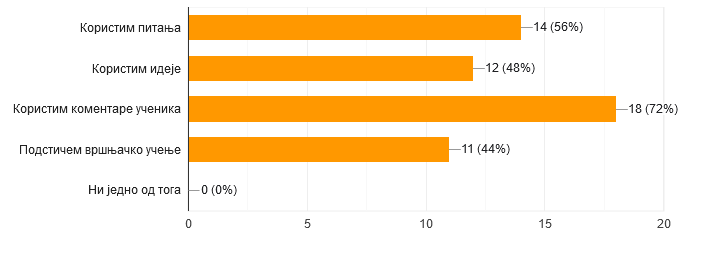 Користим питања
14 (56%)
Користим идеје
12 (48%)
Користим коментаре ученика
18 (72%)
Подстичем вршњачко учење
11 (44%)
Ни једно од тога
0 (0%)
0 5 10 15 20